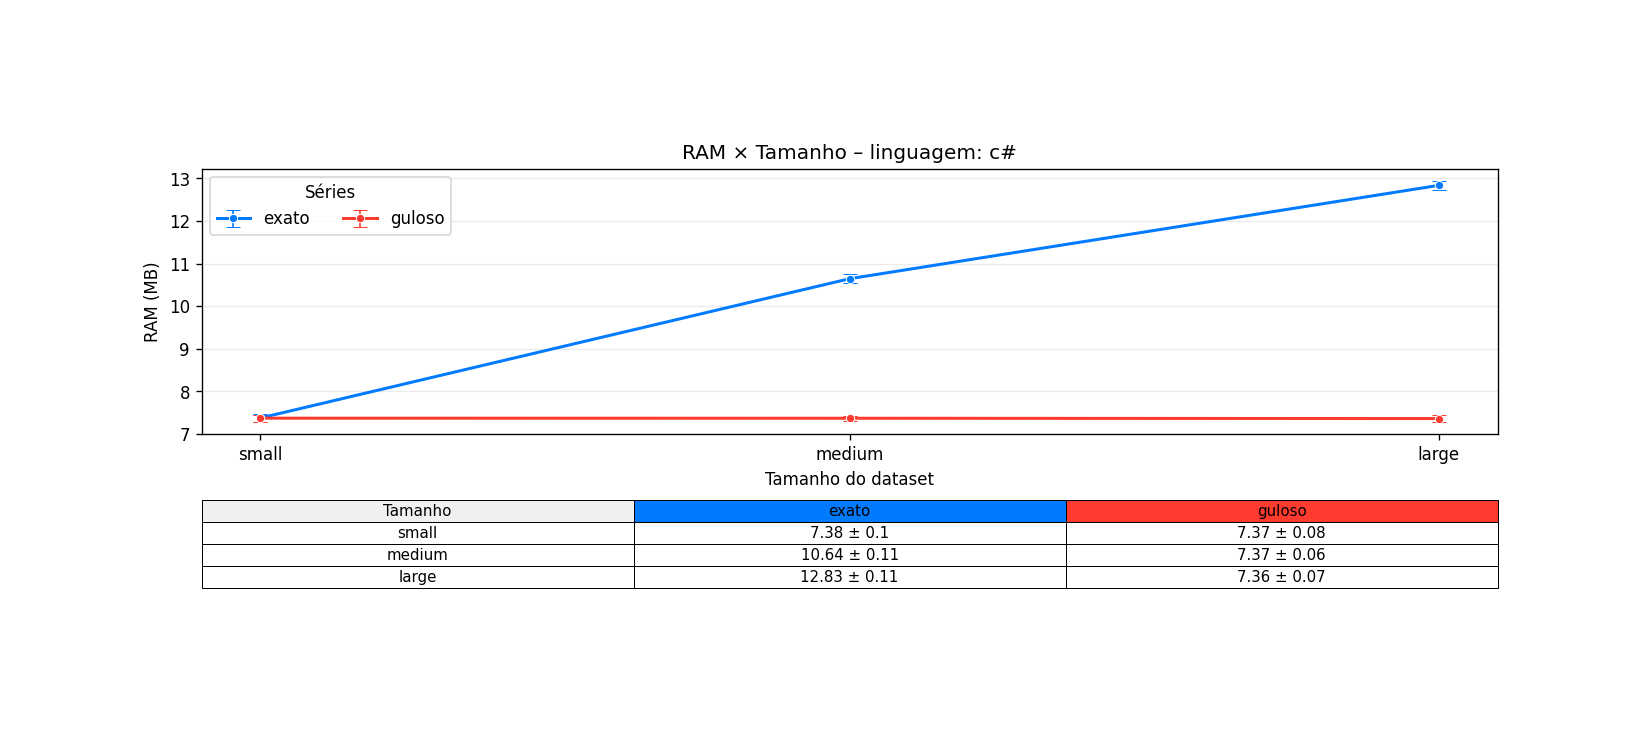 RAM × Tamanho – linguagem: c#
Séries
exato guloso
13
12
11
10
9
8
7
RAM (MB)
small medium large
Tamanho do dataset
Tamanho exato guloso
small 7.38 ± 0.1 7.37 ± 0.08
medium 10.64 ± 0.11 7.37 ± 0.06
large 12.83 ± 0.11 7.36 ± 0.07